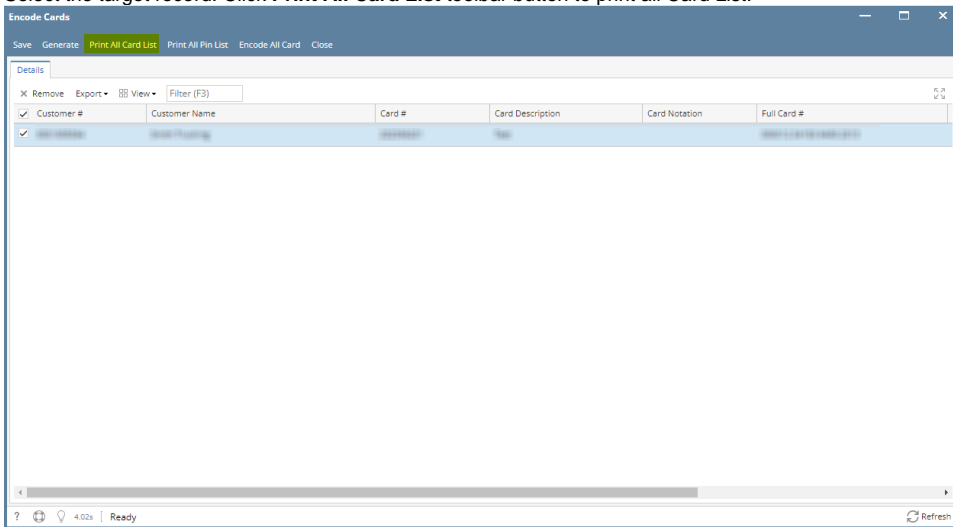 Select the target record. Click Print All Card List toolbar button to print all Card List.
Encode Cards
Save Generate Print All Card List Print All Pin List Encode All Card Close
Details
Remove Export View Filter (F3)
Customer # Customer Name Card # Card Description Card Notation Full Card #
? 4.02s Ready Refresh